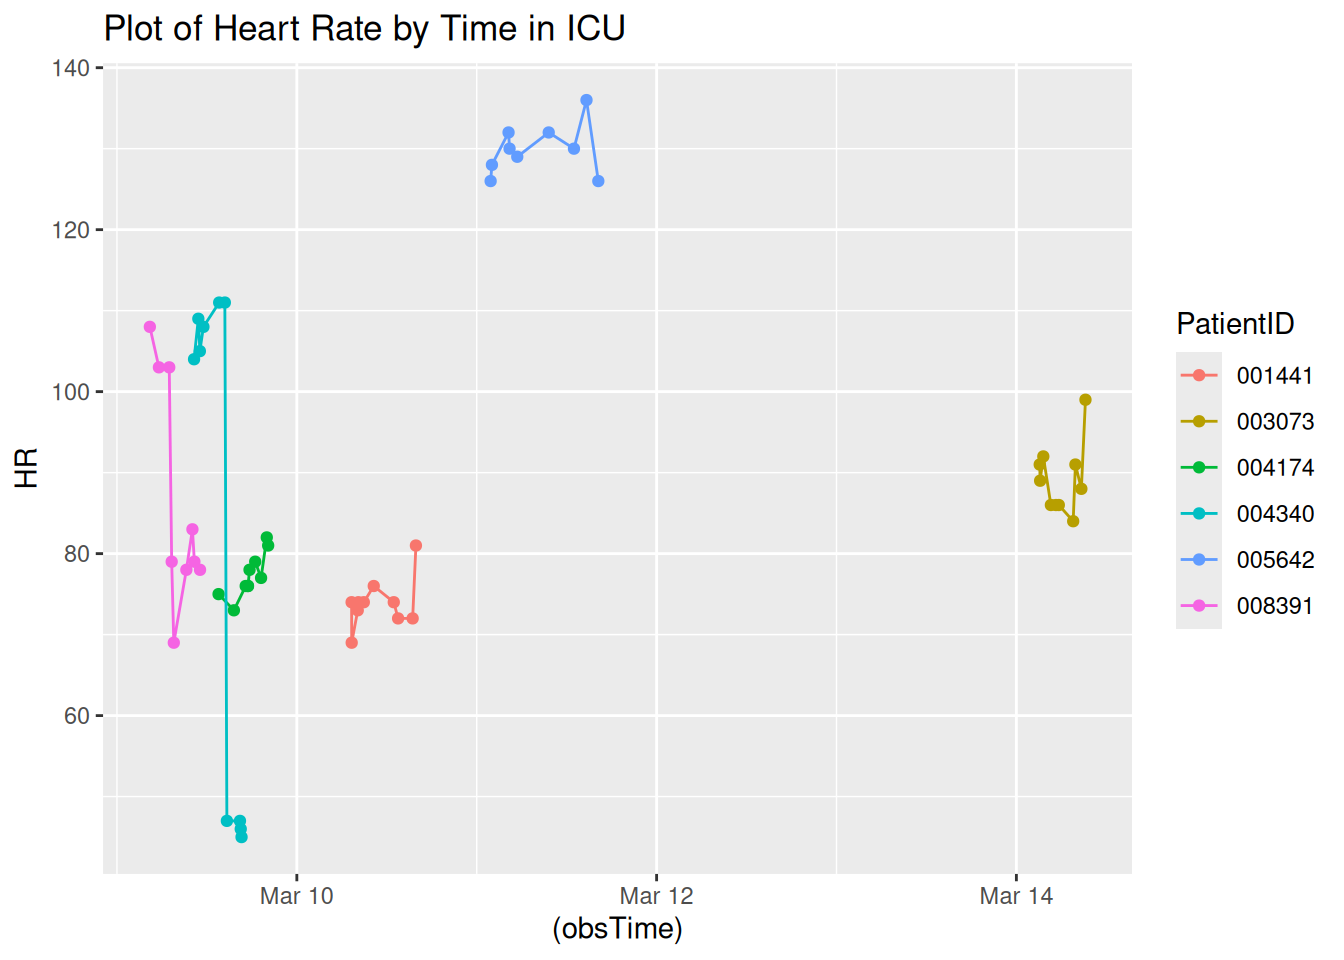 Plot of Heart Rate by Time in ICU
140
120
100
80
60
HR
Mar 10
Mar 12
Mar 14
(obsTime)
PatientID
001441
003073
004174
004340
005642
008391